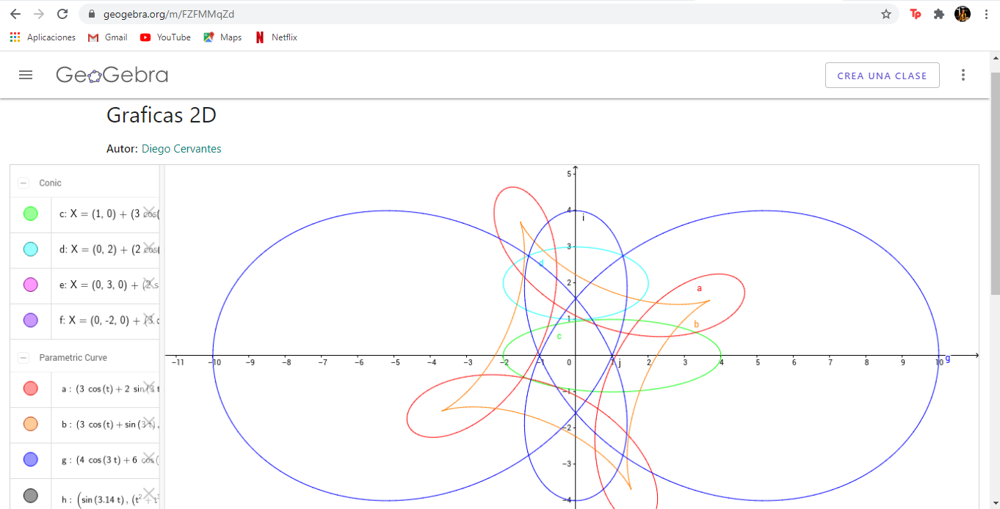 geogebra.org/m/FZFMMqZd
Tp
Aplicaciones Gmail YouTube Maps Netflix
GeoGebra
CREA UNA CLASE
Graficas 2D
Autor: Diego Cervantes
Conic
c: X = (1, 0) + (3 cos(
d: X = (0, 2) + (2 cos(
e: X = (0, 3, 0) + (2 s
f: X = (0, -2, 0) + (3 c
Parametric Curve
a : (3 cos(t) + 2 sin(3 t
b : (3 cos(t) + sin(3 t),
g : (4 cos(3 t) + 6 cos(
h : (sin(3.14 t), (t² + t
5
4
i
3
d
2
a
1
b
c
−11 −10 −9 −8 −7 −6 −5 −4 −3 −2 −1 0 1 j 2 3 4 5 6 7 8 9 10 g
−1
−2
−3
−4